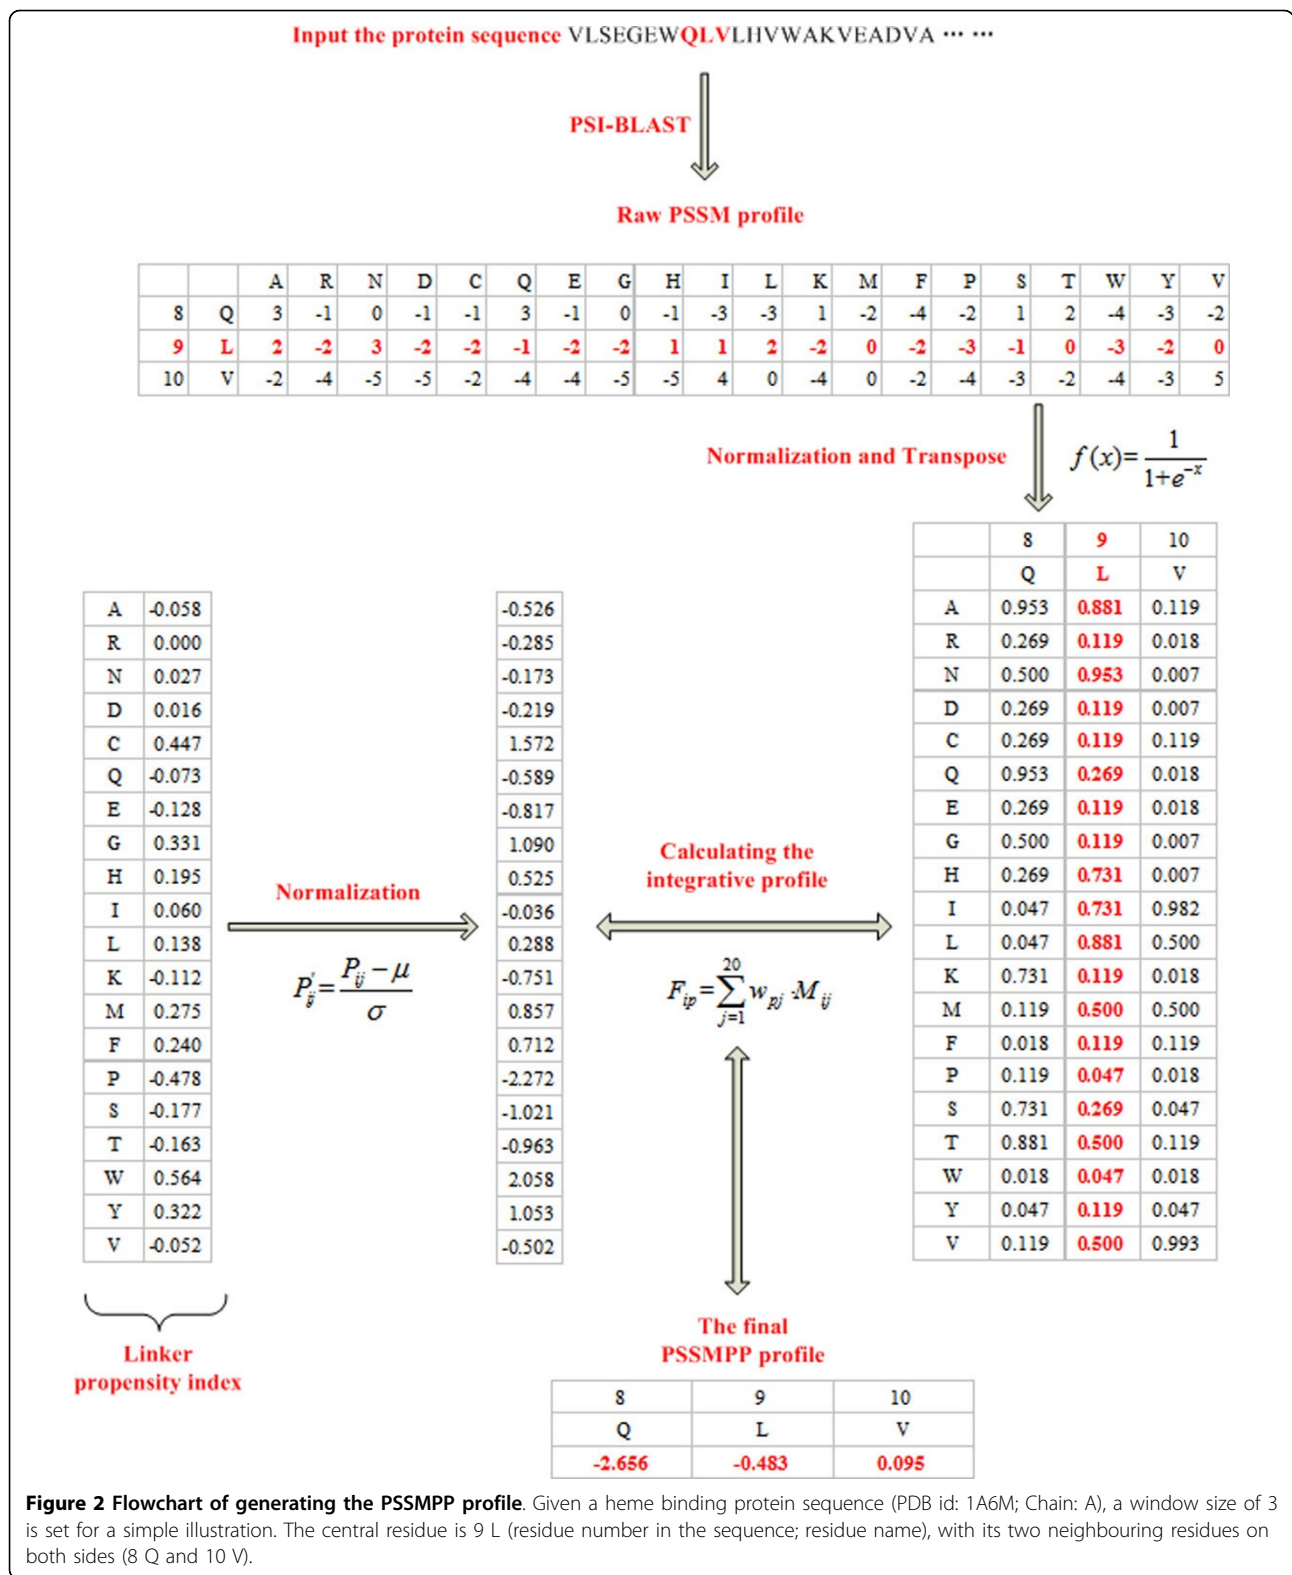 Input the protein sequence VLSEGEWQLVLHVWAKVEADVA ··· ···
PSI-BLAST
Raw PSSM profile
A R N D C Q E G H I L K M F P S T W Y V
8 Q 3 -1 0 -1 -1 3 -1 0 -1 -3 -3 1 -2 -4 -2 1 2 -4 -3 -2
9 L 2 -2 3 -2 -2 -1 -2 -2 1 1 2 -2 0 -2 -3 -1 0 -3 -2 0
10 V -2 -4 -5 -5 -2 -4 -4 -5 -5 4 0 -4 0 -2 -4 -3 -2 -4 -3 5
Normalization and Transpose
f(x)=1/(1+e^{-x})
8 9 10
Q L V
A 0.953 0.881 0.119
R 0.269 0.119 0.018
N 0.500 0.953 0.007
D 0.269 0.119 0.007
C 0.269 0.119 0.119
Q 0.953 0.269 0.018
E 0.269 0.119 0.018
G 0.500 0.119 0.007
H 0.269 0.731 0.007
I 0.047 0.731 0.982
L 0.047 0.881 0.500
K 0.731 0.119 0.018
M 0.119 0.500 0.500
F 0.018 0.119 0.119
P 0.119 0.047 0.018
S 0.731 0.269 0.047
T 0.881 0.500 0.119
W 0.018 0.047 0.018
Y 0.047 0.119 0.047
V 0.119 0.500 0.993
A -0.058
R 0.000
N 0.027
D 0.016
C 0.447
Q -0.073
E -0.128
G 0.331
H 0.195
I 0.060
L 0.138
K -0.112
M 0.275
F 0.240
P -0.478
S -0.177
T -0.163
W 0.564
Y 0.322
V -0.052
Linker
propensity index
Normalization
P'_{ij}=(P_{ij}-μ)/σ
-0.526
-0.285
-0.173
-0.219
1.572
-0.589
-0.817
1.090
0.525
-0.036
0.288
-0.751
0.857
0.712
-2.272
-1.021
-0.963
2.058
1.053
-0.502
Calculating the
integrative profile
F_{ip}=∑_{j=1}^{20} w_{pj}·M_{ij}
The final
PSSMPP profile
8 9 10
Q L V
-2.656 -0.483 0.095
Figure 2 Flowchart of generating the PSSMPP profile. Given a heme binding protein sequence (PDB id: 1A6M; Chain: A), a window size of 3
is set for a simple illustration. The central residue is 9 L (residue number in the sequence; residue name), with its two neighbouring residues on
both sides (8 Q and 10 V).